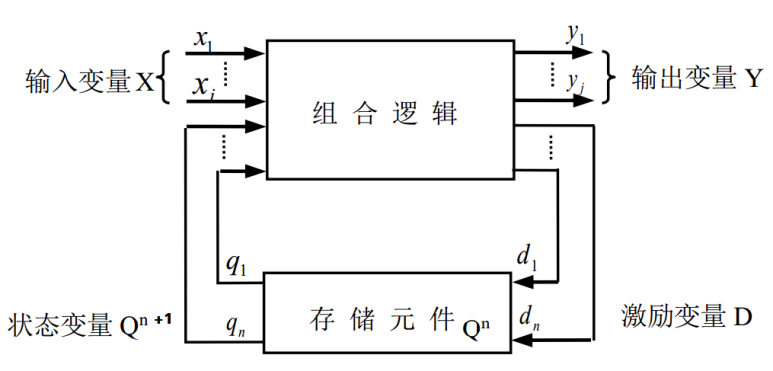 x1
y1
输入变量 X
xi
组 合 逻 辑
yj
输出变量 Y
q1
d1
状态变量 Qn +1
qn
存 储 元 件 Qn
dn
激励变量 D